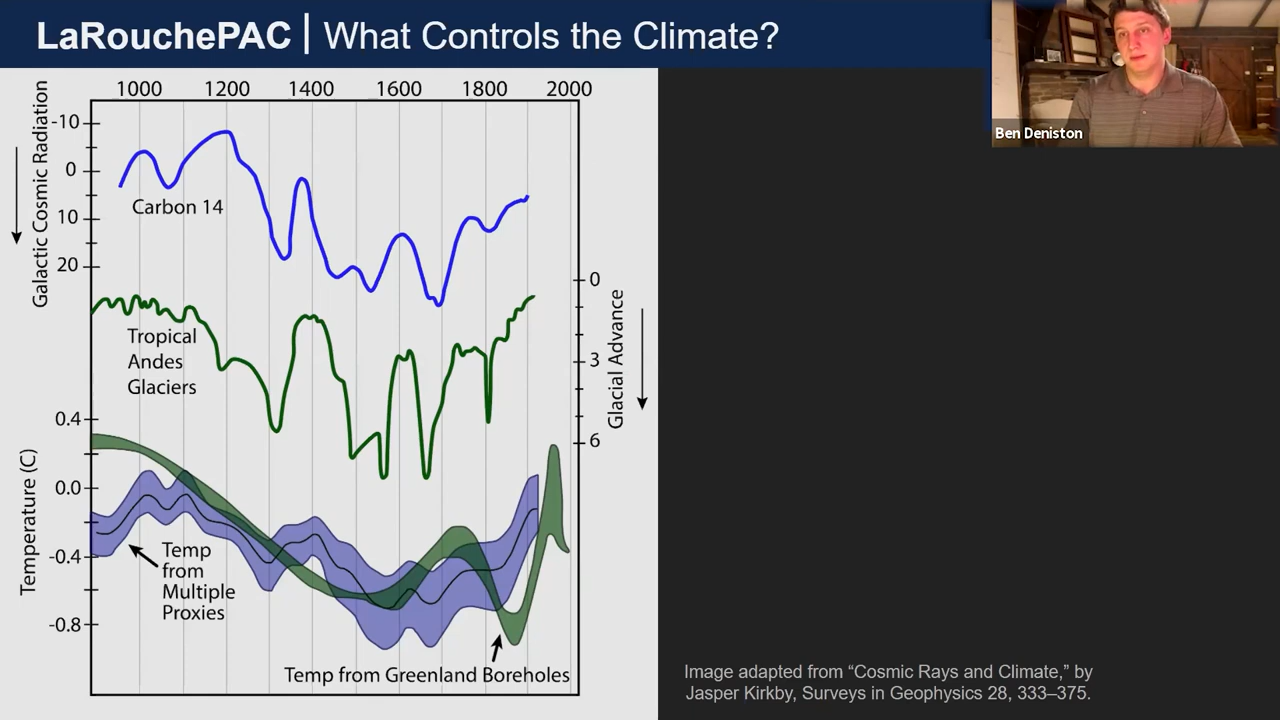 LaRouchePAC | What Controls the Climate?
Ben Deniston
1000 1200 1400 1600 1800 2000
Galactic Cosmic Radiation
-10
0
10
20
Carbon 14
0
3
6
Glacial Advance
Tropical
Andes
Glaciers
Temperature (C)
0.4
0.0
-0.4
-0.8
Temp
from
Multiple
Proxies
Temp from Greenland Boreholes
Image adapted from “Cosmic Rays and Climate,” by
Jasper Kirkby, Surveys in Geophysics 28, 333–375.